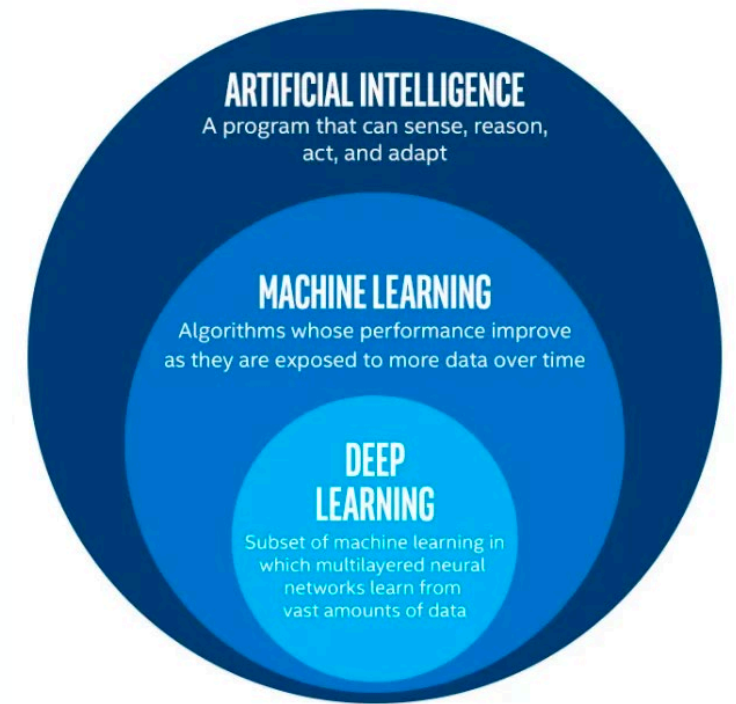 ARTIFICIAL INTELLIGENCE
A program that can sense, reason,
act, and adapt
MACHINE LEARNING
Algorithms whose performance improve
as they are exposed to more data over time
DEEP
LEARNING
Subset of machine learning in
which multilayered neural
networks learn from
vast amounts of data